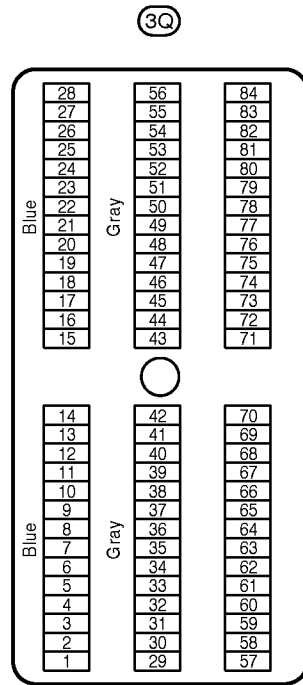 3Q
28 56 84
27 55 83
26 54 82
25 53 81
24 52 80
23 51 79
Blue 22 Gray 50 78
21 49 77
20 48 76
19 47 75
18 46 74
17 45 73
16 44 72
15 43 71
14 42 70
13 41 69
12 40 68
11 39 67
10 38 66
9 37 65
8 36 64
Blue 7 Gray 35 63
6 34 62
5 33 61
4 32 60
3 31 59
2 30 58
1 29 57